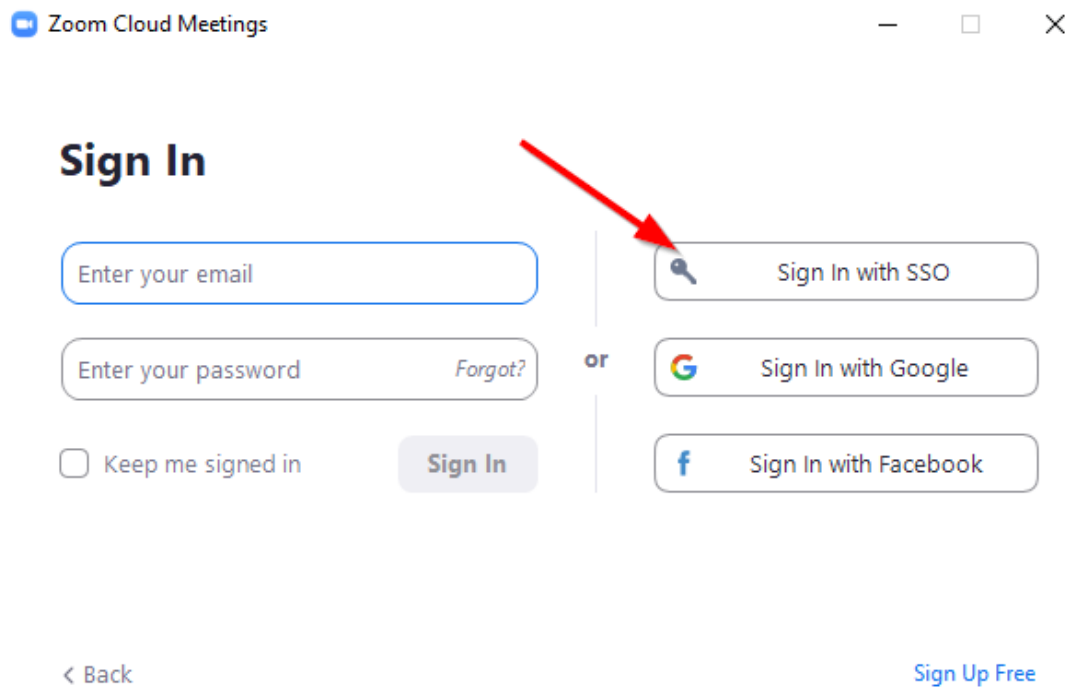 Zoom Cloud Meetings
Sign In
Enter your email
Enter your password Forgot?
Keep me signed in Sign In
or
Sign In with SSO
Sign In with Google
Sign In with Facebook
< Back
Sign Up Free